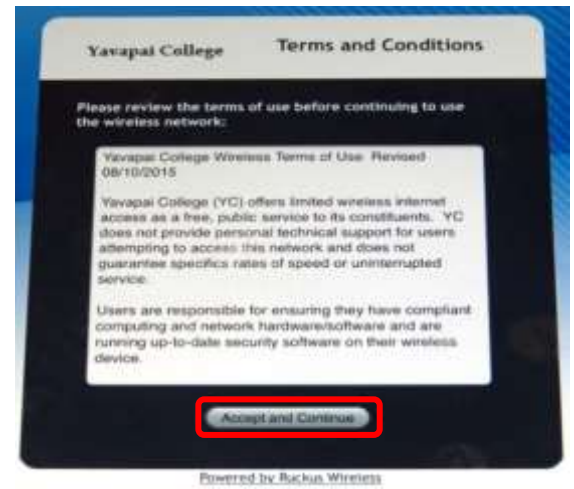 Yavapai College
Terms and Conditions
Please review the terms of use before continuing to use
the wireless network:
Yavapai College Wireless Terms of Use Revised
08/10/2015
Yavapai College (YC) offers limited wireless internet
access as a free, public service to its constituents. YC
does not provide personal technical support for users
attempting to access this network and does not
guarantee specifics rates of speed or uninterrupted
service.
Users are responsible for ensuring they have compliant
computing and network hardware/software and are
running up-to-date security software on their wireless
device.
Accept and Continue
Powered by Ruckus Wireless